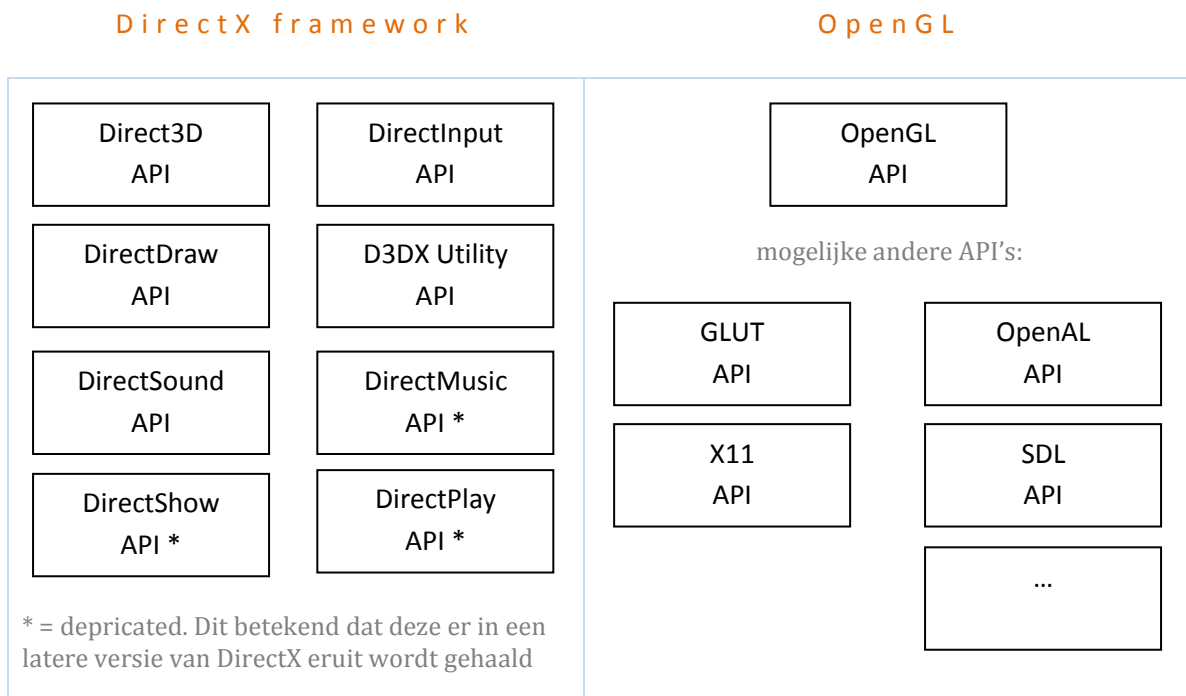 DirectX framework
Direct3D
API
DirectInput
API
DirectDraw
API
D3DX Utility
API
DirectSound
API
DirectMusic
API *
DirectShow
API *
DirectPlay
API *
* = depricated. Dit betekend dat deze er in een
latere versie van DirectX eruit wordt gehaald
OpenGL
OpenGL
API
mogelijke andere API’s:
GLUT
API
OpenAL
API
X11
API
SDL
API
…